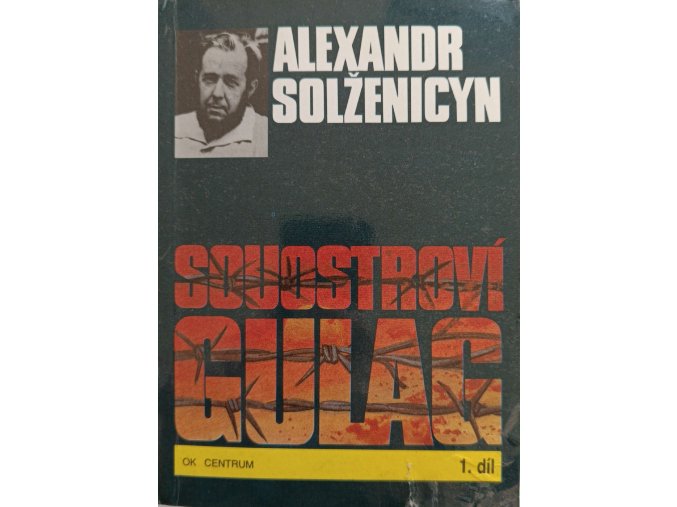 ALEXANDR
SOLŽENICYN
SOUOSTROVÍ
GULAG
OK CENTRUM
1. díl